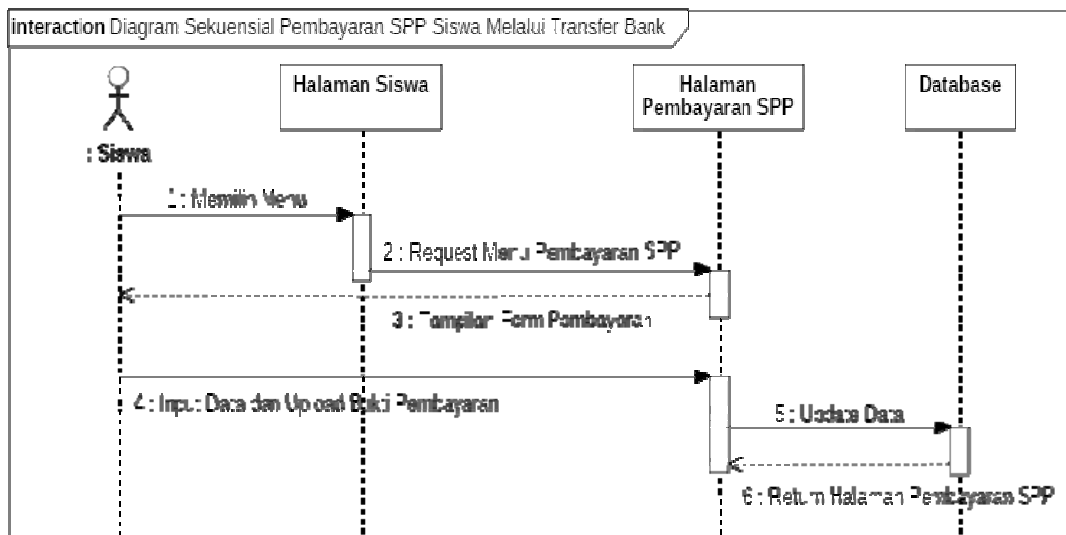 interaction Diagram Sekuensial Pembayaran SPP Siswa Melalui Transfer Bank
Halaman Siswa
Halaman
Pembayaran SPP
Database
: Siswa
1 : Memilih Menu
2 : Request Menu Pembayaran SPP
3 : Tampilan Form Pembayaran
4 : Input Data dan Upload Bukti Pembayaran
5 : Update Data
6 : Return Halaman Pembayaran SPP